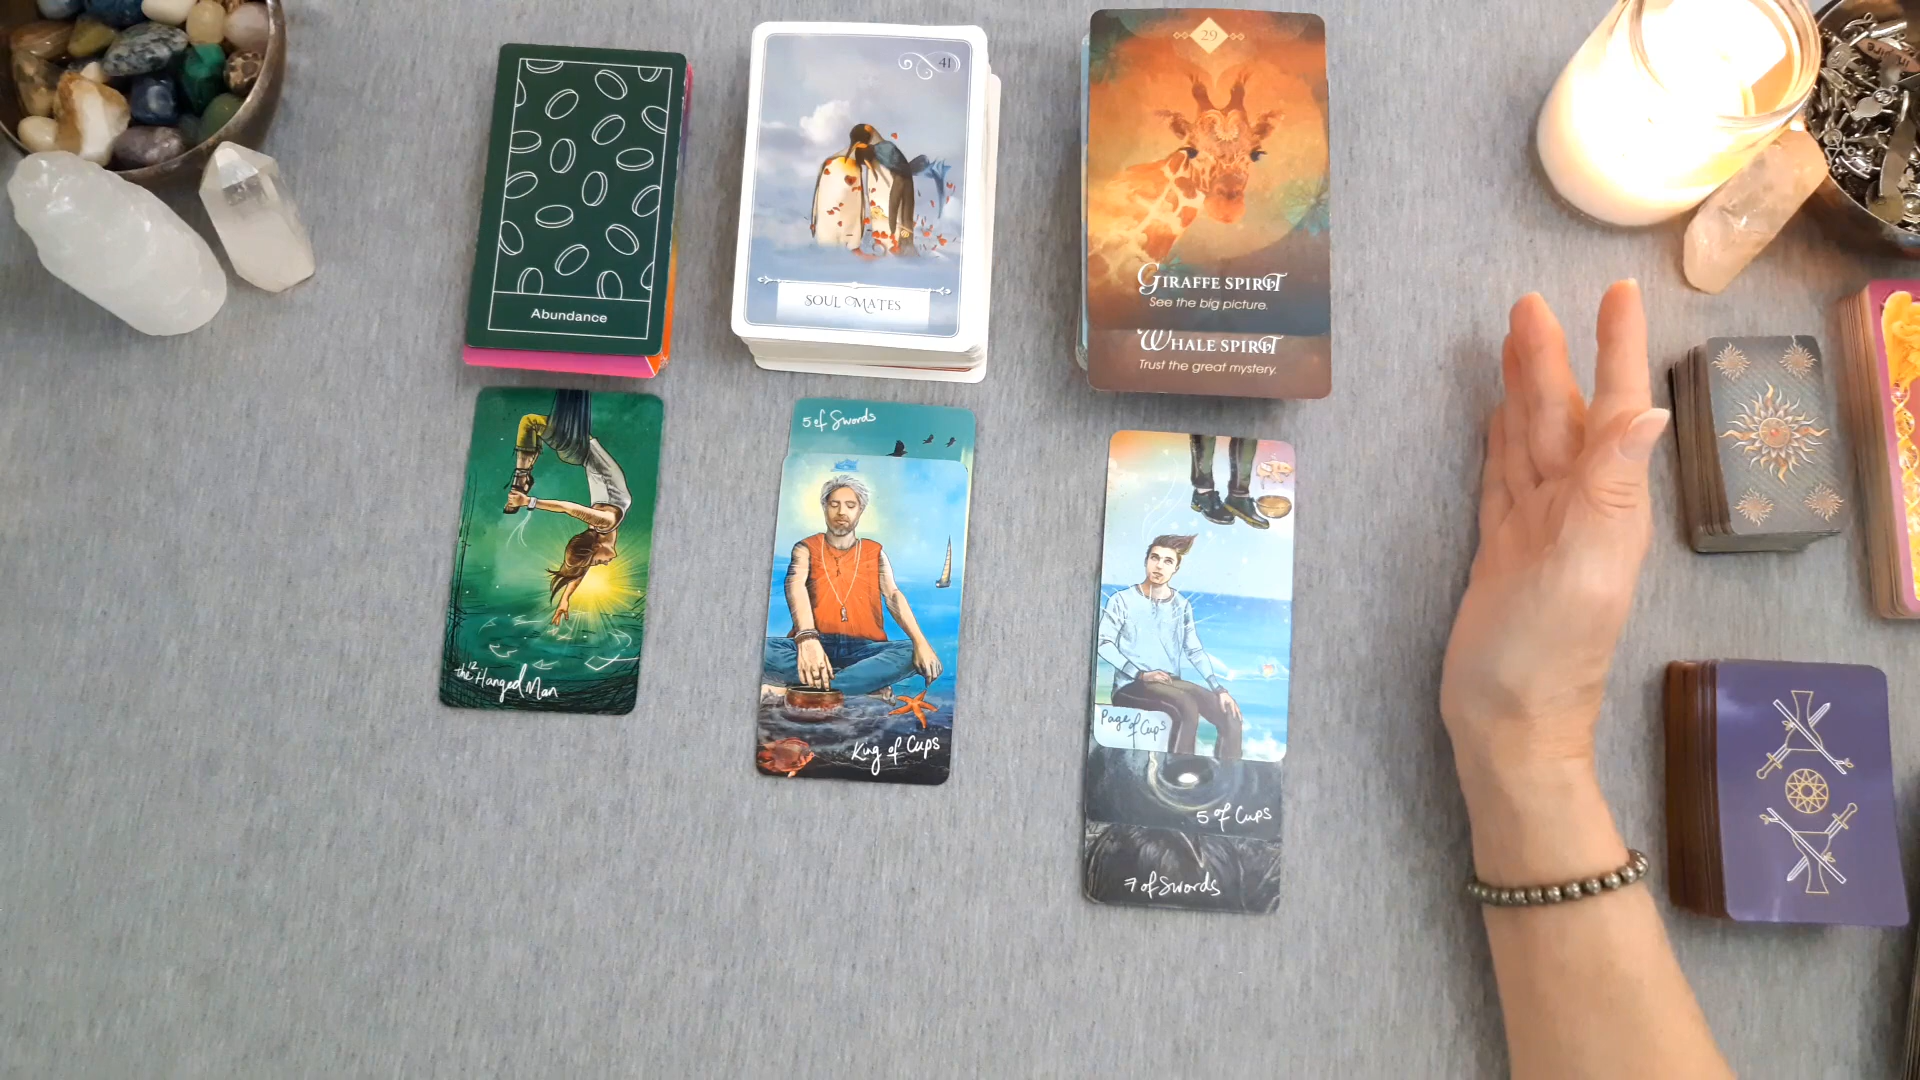 Abundance
41
SOUL MATES
29
GIRAFFE SPIRIT
See the big picture.
WHALE SPIRIT
Trust the great mystery.
12
the Hanged Man
5 of Swords
King of Cups
Page of Cups
5 of Cups
7 of Swords